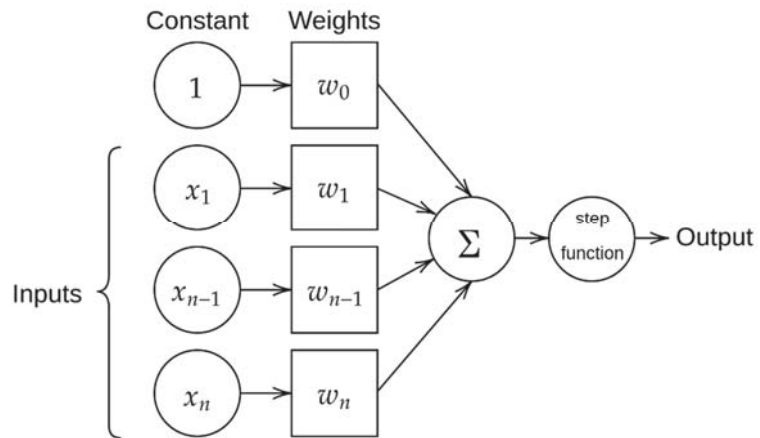 Constant Weights
1 w₀
x₁ w₁
Σ
step
function
Output
Inputs
xₙ₋₁ wₙ₋₁
xₙ wₙ